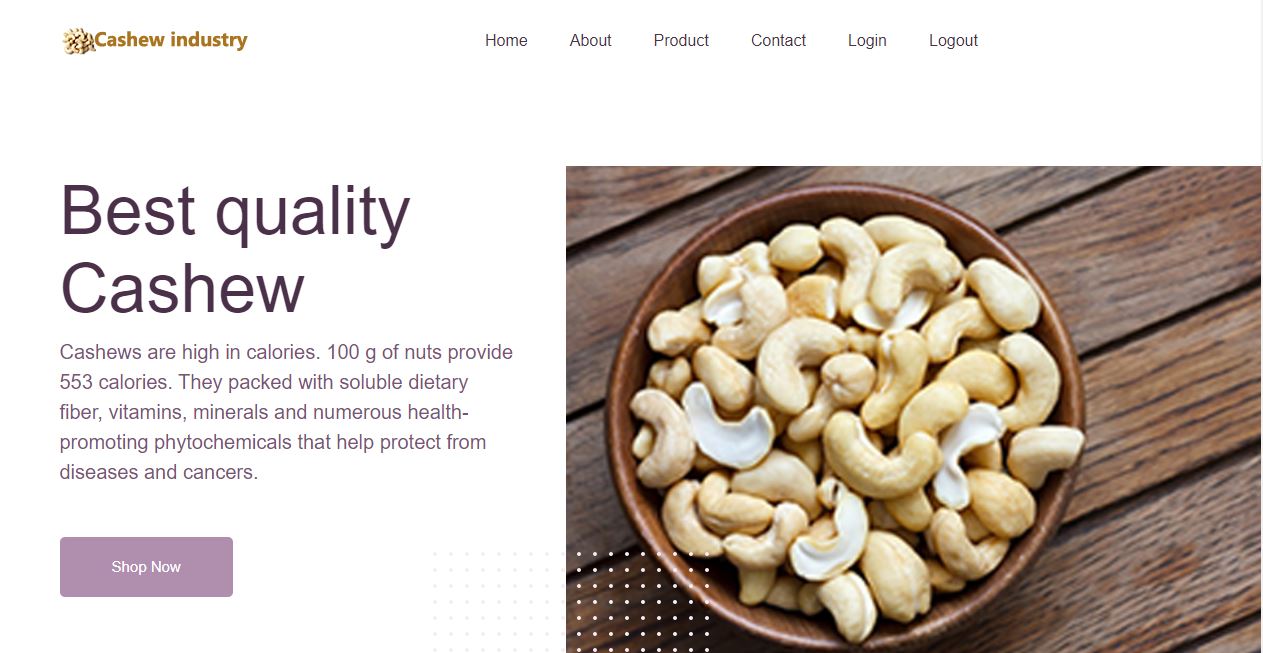 Cashew industry
Home About Product Contact Login Logout
Best quality
Cashew
Cashews are high in calories. 100 g of nuts provide
553 calories. They packed with soluble dietary
fiber, vitamins, minerals and numerous health-
promoting phytochemicals that help protect from
diseases and cancers.
Shop Now